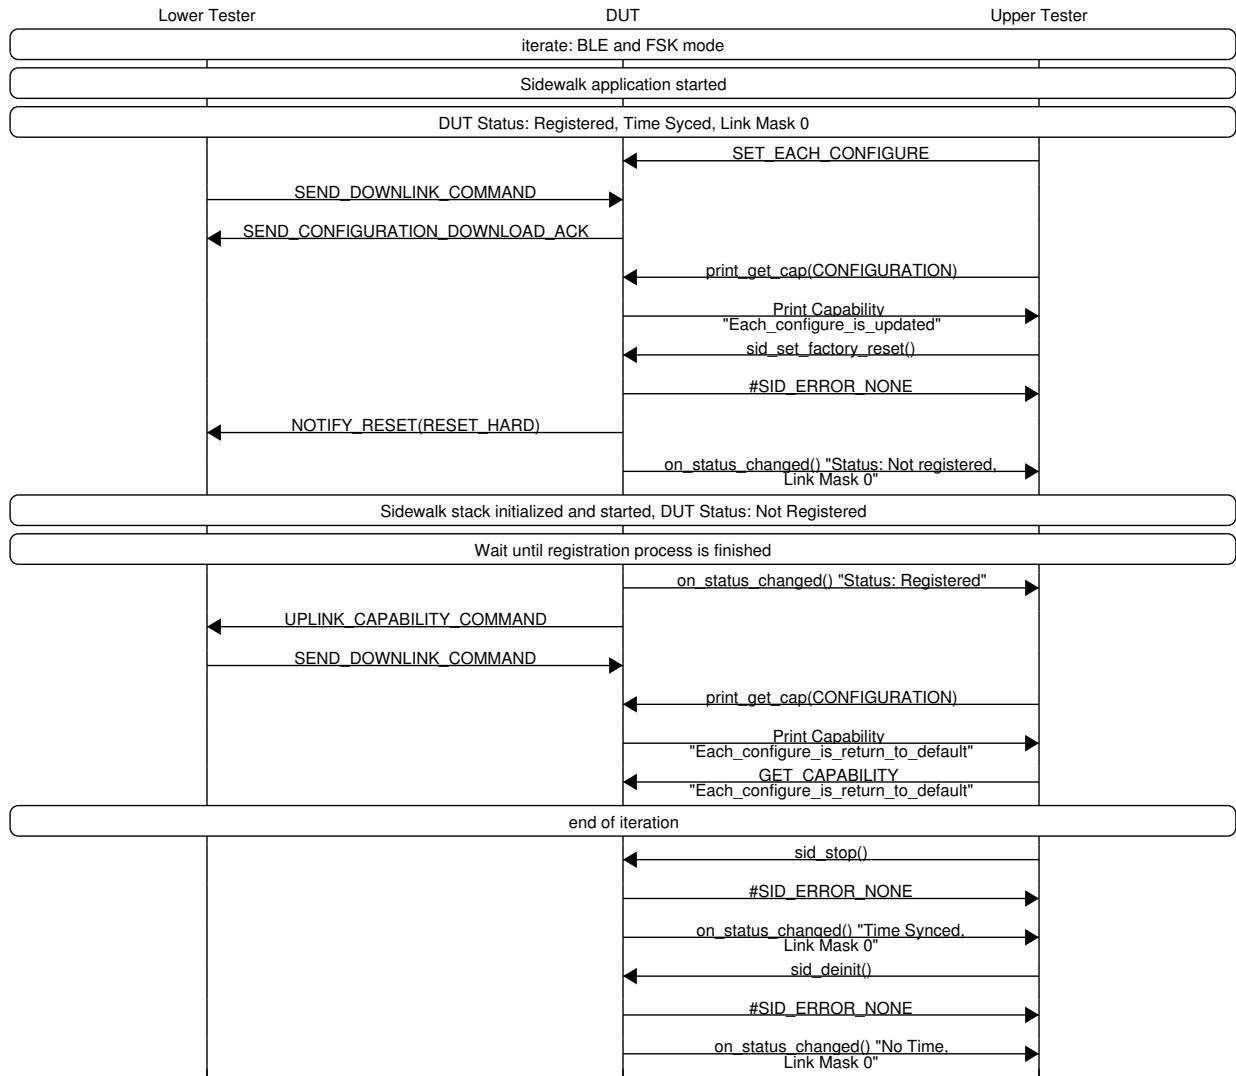 Lower Tester DUT Upper Tester
iterate: BLE and FSK mode
Sidewalk application started
DUT Status: Registered, Time Syced, Link Mask 0
SET_EACH_CONFIGURE
SEND_DOWNLINK_COMMAND
SEND_CONFIGURATION_DOWNLOAD_ACK
print_get_cap(CONFIGURATION)
Print Capability
"Each_configure_is_updated"
sid_set_factory_reset()
#SID_ERROR_NONE
NOTIFY_RESET(RESET_HARD)
on_status_changed() "Status: Not registered,
Link Mask 0"
Sidewalk stack initialized and started, DUT Status: Not Registered
Wait until registration process is finished
on_status_changed() "Status: Registered"
UPLINK_CAPABILITY_COMMAND
SEND_DOWNLINK_COMMAND
print_get_cap(CONFIGURATION)
Print Capability
"Each_configure_is_return_to_default"
GET_CAPABILITY
"Each_configure_is_return_to_default"
end of iteration
sid_stop()
#SID_ERROR_NONE
on_status_changed() "Time Synced,
Link Mask 0"
sid_deinit()
#SID_ERROR_NONE
on_status_changed() "No Time,
Link Mask 0"